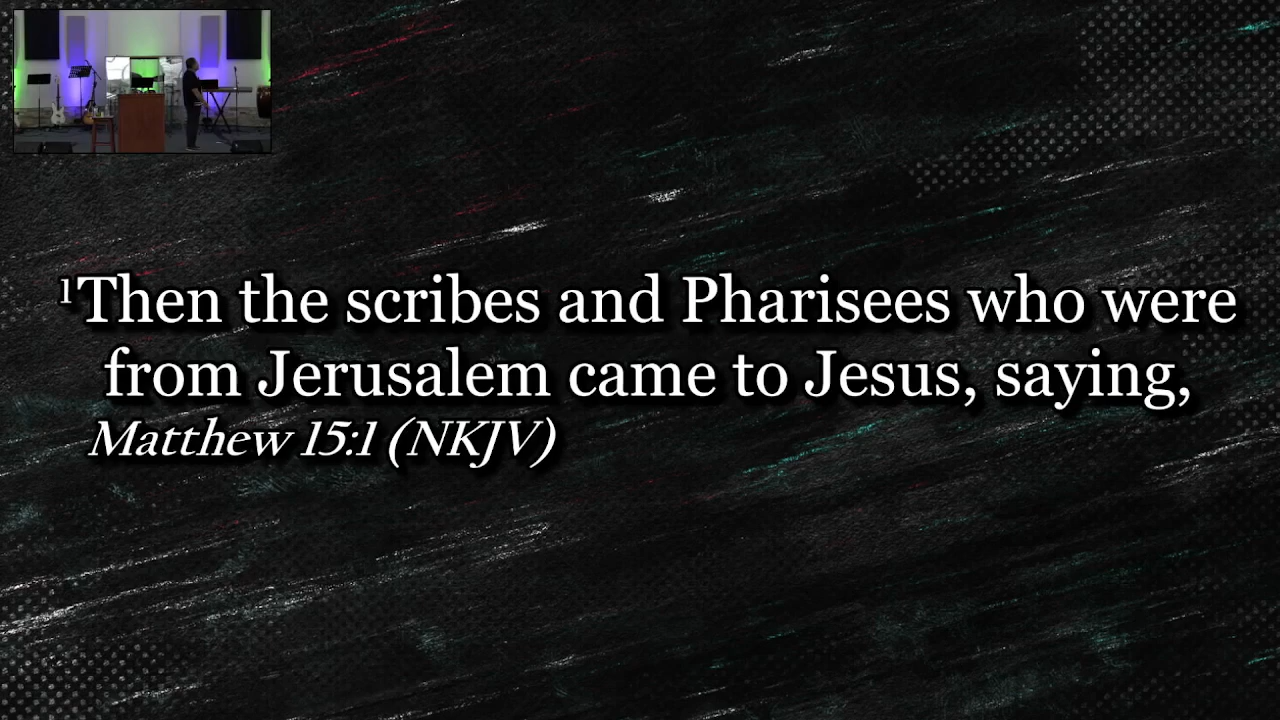 ¹Then the scribes and Pharisees who were
from Jerusalem came to Jesus, saying,
Matthew 15:1 (NKJV)